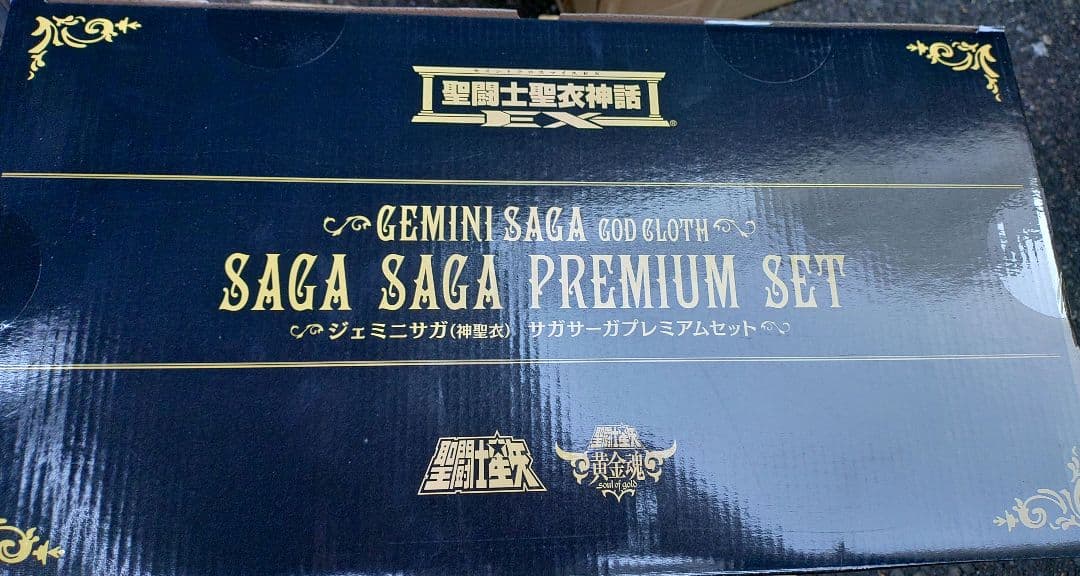 聖闘士聖衣神話
EX®
GEMINI SAGA GOD CLOTH
SAGA SAGA PREMIUM SET
ジェミニサガ(神聖衣) サガサーガプレミアムセット
聖闘士星矢
聖闘士星矢
黄金魂
soul of gold